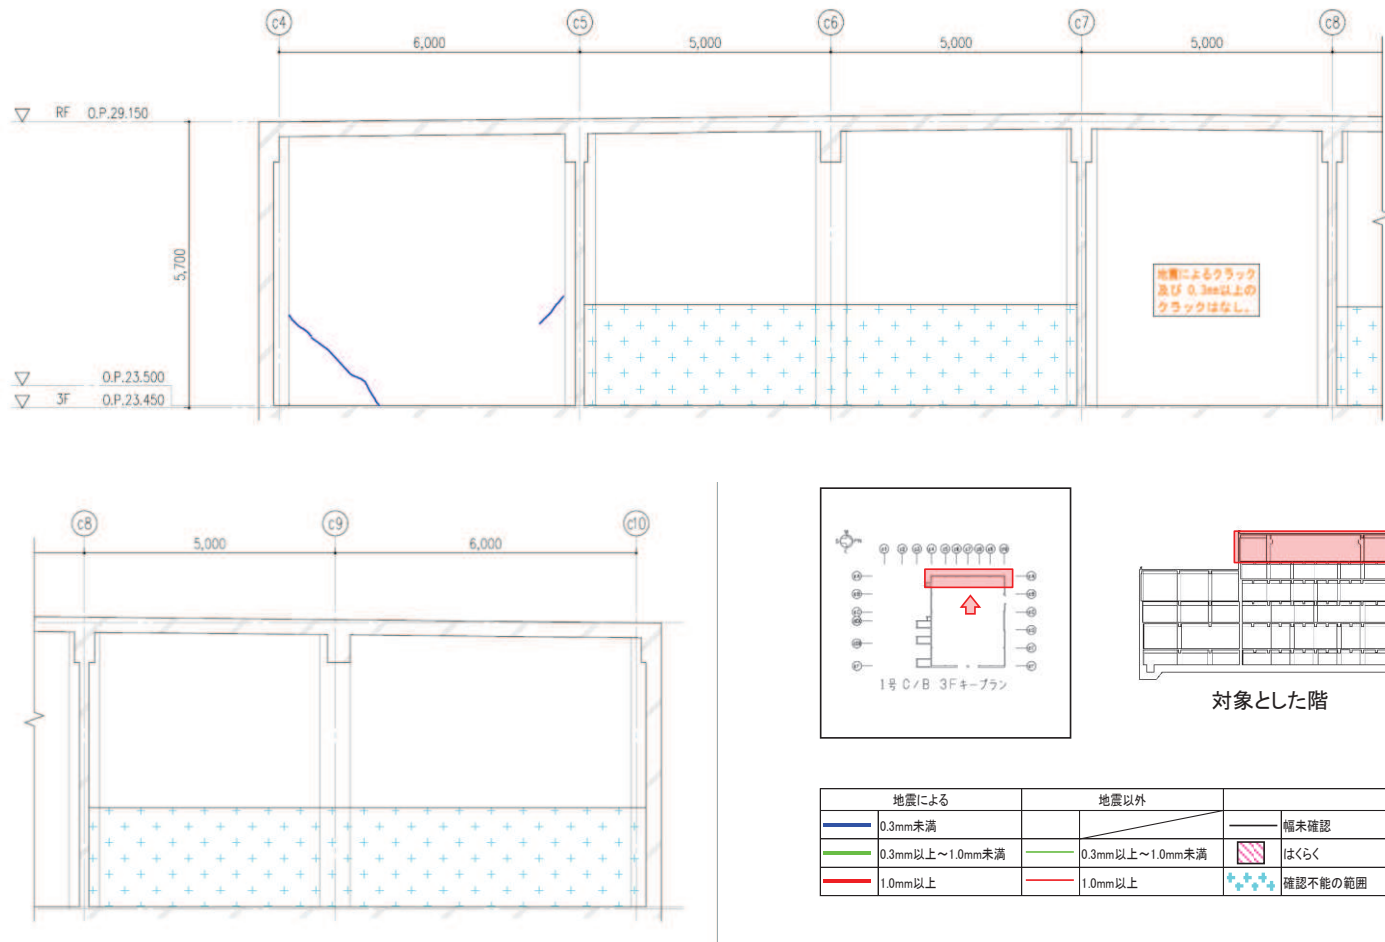 c4 c5 c6 c7 c8
6,000 5,000 5,000 5,000
RF O.P.29.150
5,700
地震によるクラック
及び 0.3mm以上の
クラックはなし。
O.P.23.500
3F O.P.23.450
c8 c9 c10
5,000 6,000
1号 C/B 3Fキープラン
対象とした階
地震による 地震以外
0.3mm未満 幅未確認
0.3mm以上～1.0mm未満 0.3mm以上～1.0mm未満 はくらく
1.0mm以上 1.0mm以上 確認不能の範囲